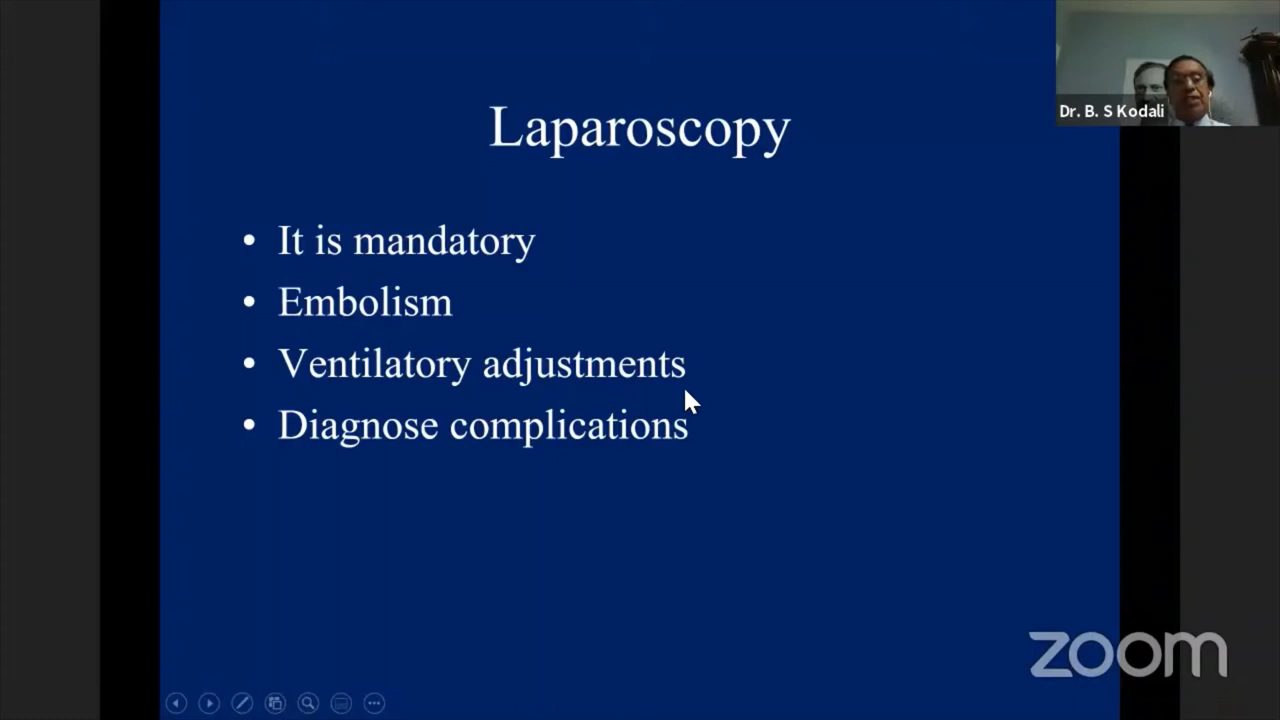 Laparoscopy
Dr. B. S Kodali
• It is mandatory
• Embolism
• Ventilatory adjustments
• Diagnose complications
zoom